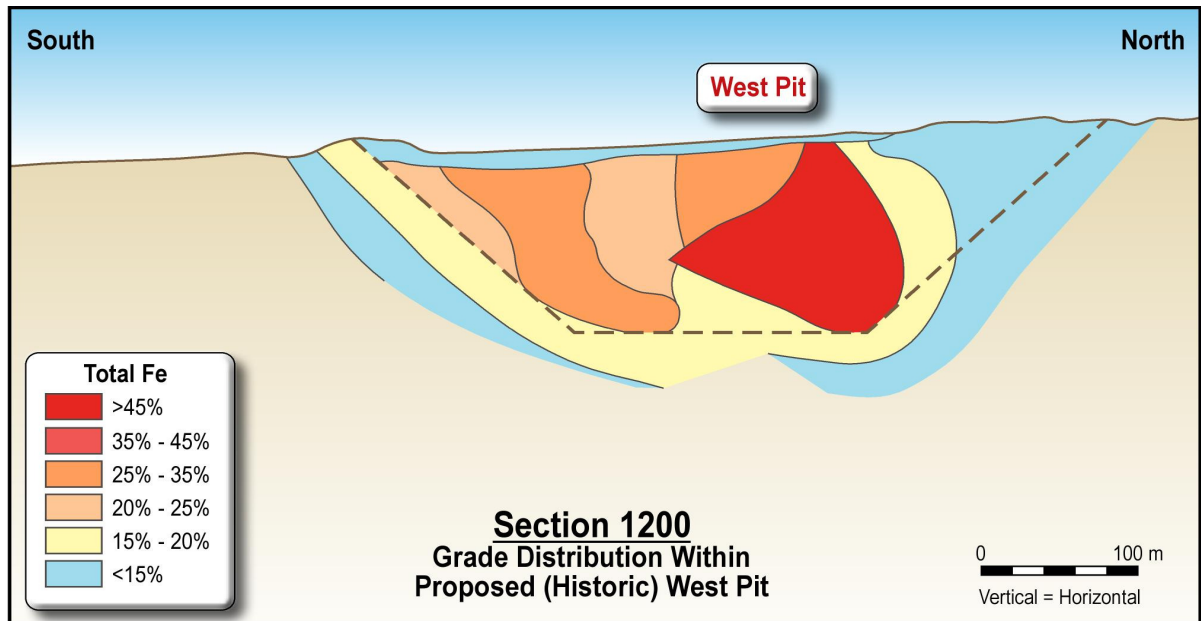 South
North
West Pit
Total Fe
>45%
35% - 45%
25% - 35%
20% - 25%
15% - 20%
<15%
Section 1200
Grade Distribution Within
Proposed (Historic) West Pit
0 100 m
Vertical = Horizontal